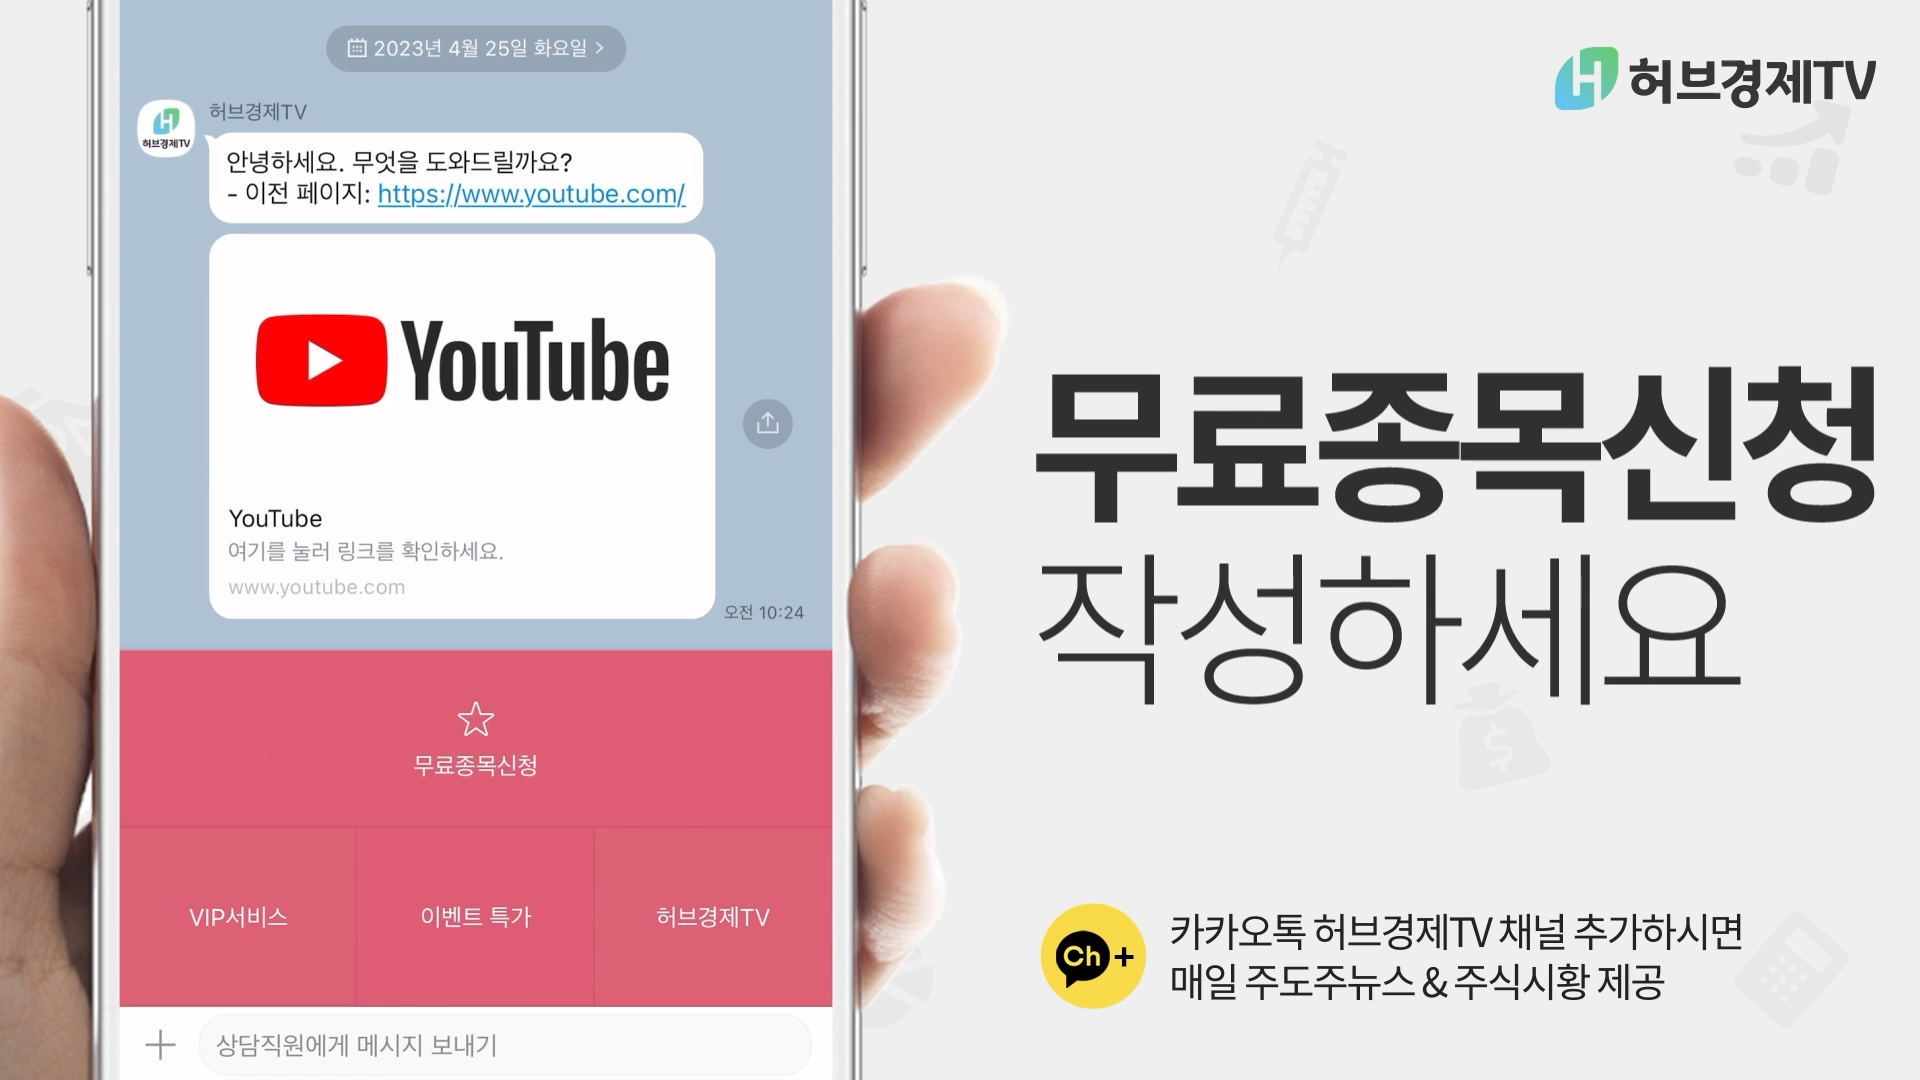 2023년 4월 25일 화요일 >
허브경제TV
허브경제TV
안녕하세요. 무엇을 도와드릴까요?
- 이전 페이지: https://www.youtube.com/
YouTube
YouTube
여기를 눌러 링크를 확인하세요.
www.youtube.com
오전 10:24
무료종목신청
VIP서비스
이벤트 특가
허브경제TV
상담직원에게 메시지 보내기
H 허브경제TV
무료종목신청
작성하세요
Ch+
카카오톡 허브경제TV 채널 추가하시면
매일 주도주뉴스 & 주식시황 제공